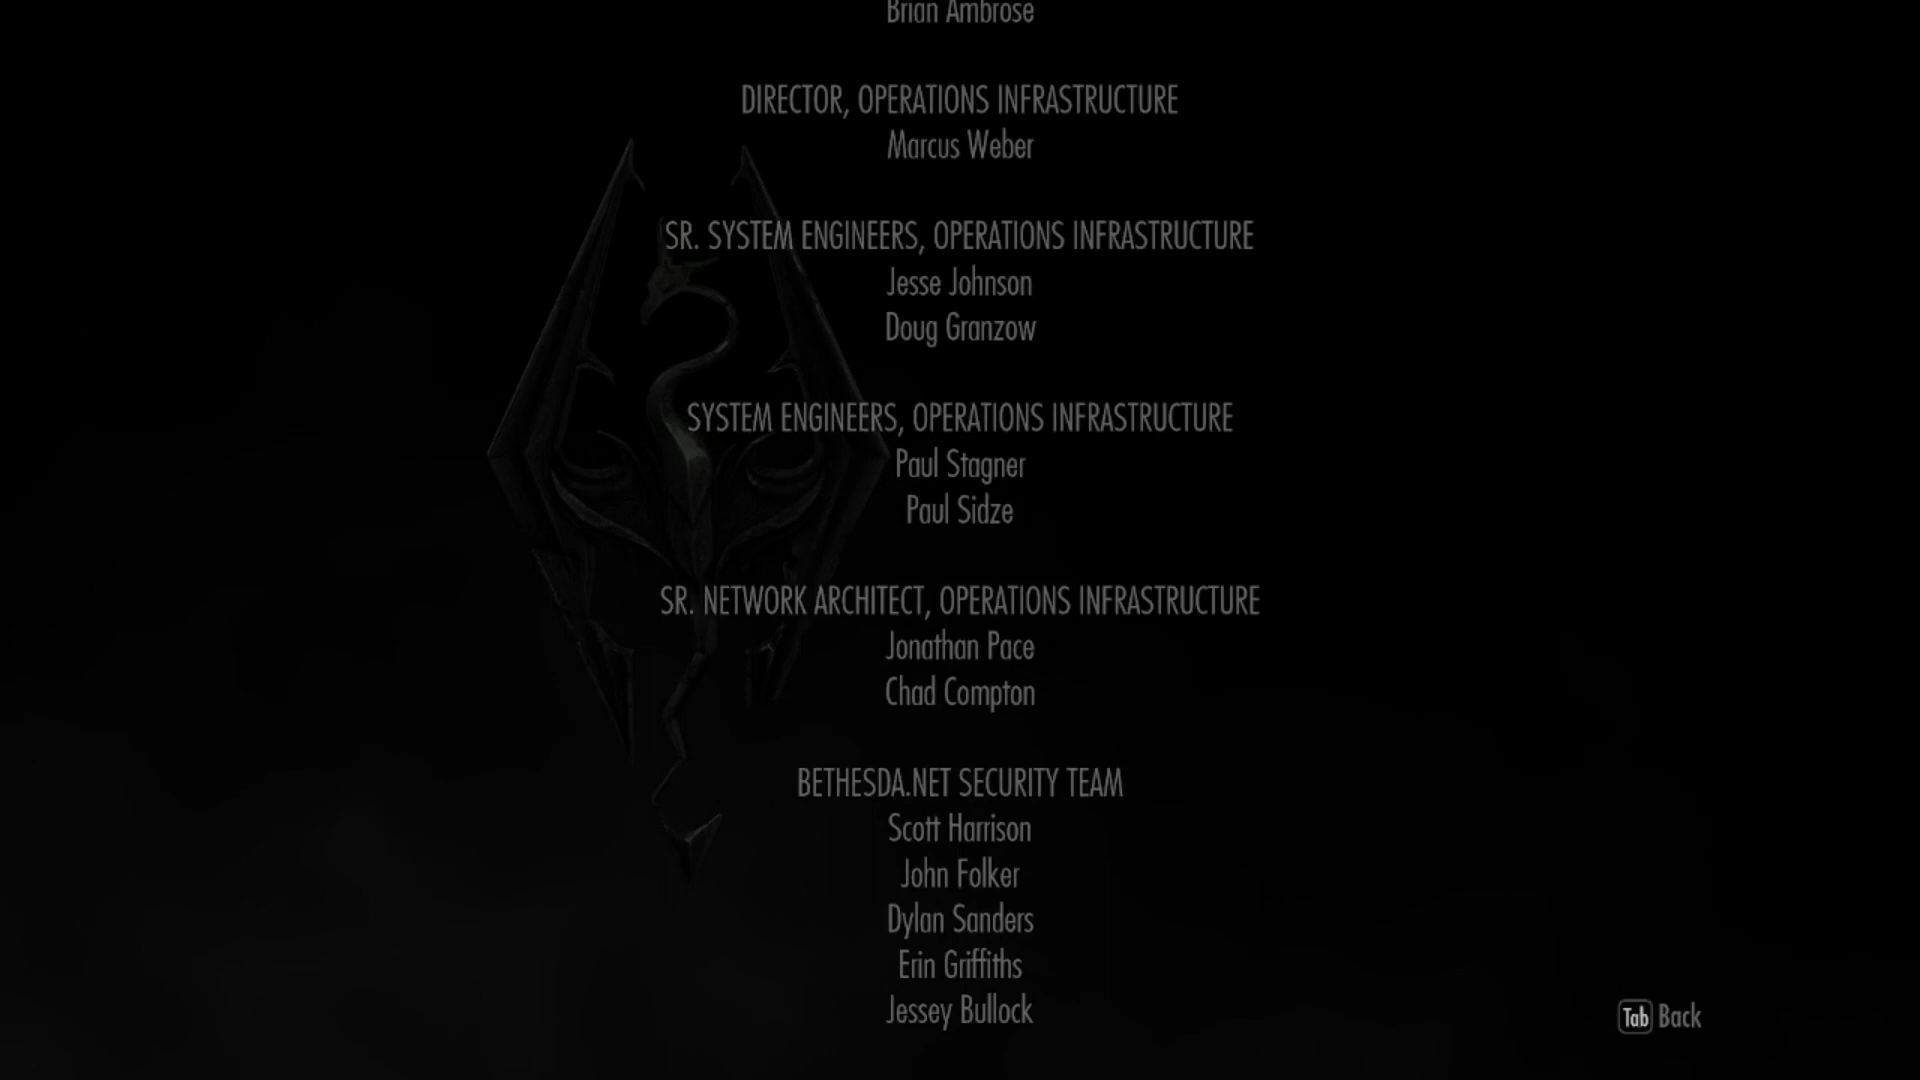 Brian Ambrose
DIRECTOR, OPERATIONS INFRASTRUCTURE
Marcus Weber
SR. SYSTEM ENGINEERS, OPERATIONS INFRASTRUCTURE
Jesse Johnson
Doug Granzow
SYSTEM ENGINEERS, OPERATIONS INFRASTRUCTURE
Paul Stagner
Paul Sidze
SR. NETWORK ARCHITECT, OPERATIONS INFRASTRUCTURE
Jonathan Pace
Chad Compton
BETHESDA.NET SECURITY TEAM
Scott Harrison
John Folker
Dylan Sanders
Erin Griffiths
Jessey Bullock
Tab Back